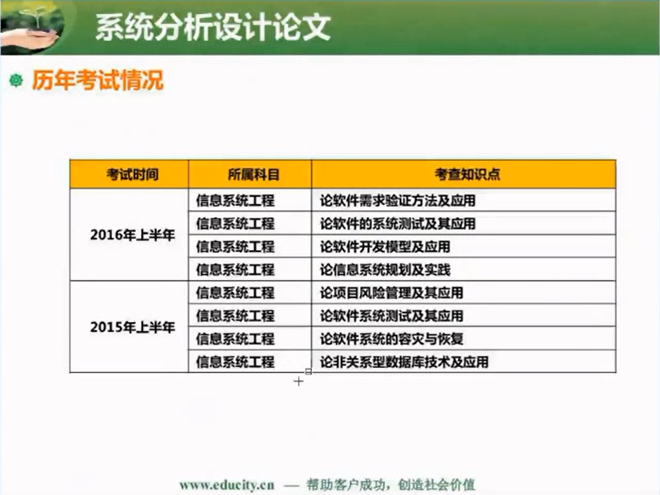 系统分析设计论文
历年考试情况
考试时间 所属科目 考查知识点
2016年上半年
信息系统工程 论软件需求验证方法及应用
信息系统工程 论软件的系统测试及其应用
信息系统工程 论软件开发模型及应用
信息系统工程 论信息系统规划及实践
2015年上半年
信息系统工程 论项目风险管理及其应用
信息系统工程 论软件系统测试及其应用
信息系统工程 论软件系统的容灾与恢复
信息系统工程 论非关系型数据库技术及应用
www.educity.cn — 帮助客户成功，创造社会价值